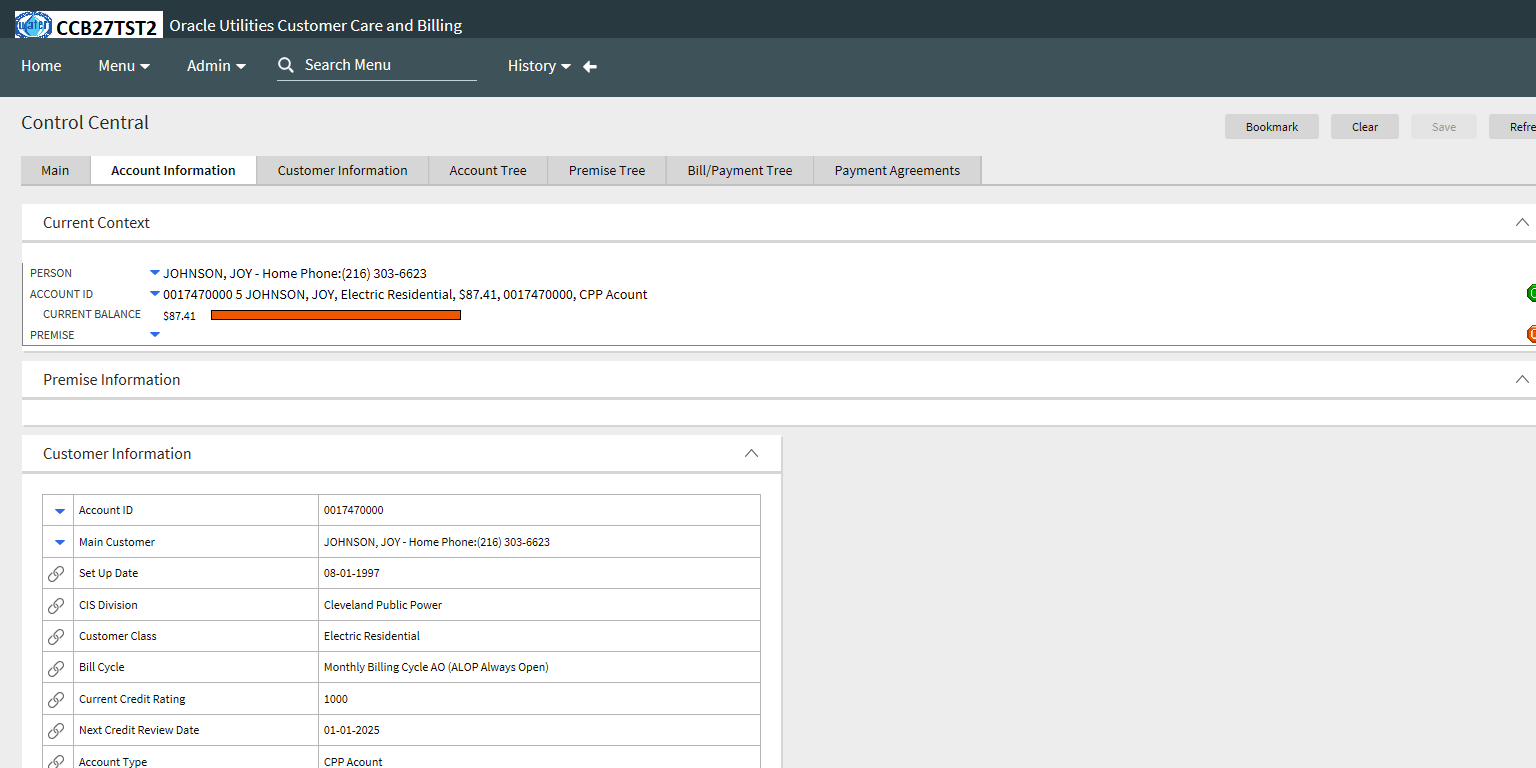 water CCB27TST2 Oracle Utilities Customer Care and Billing
Home Menu Admin Search Menu History
Control Central
Bookmark Clear Save Refre
Main Account Information Customer Information Account Tree Premise Tree Bill/Payment Tree Payment Agreements
Current Context
PERSON JOHNSON, JOY - Home Phone:(216) 303-6623
ACCOUNT ID 0017470000 5 JOHNSON, JOY, Electric Residential, $87.41, 0017470000, CPP Acount
CURRENT BALANCE $87.41
PREMISE
Premise Information
Customer Information
Account ID 0017470000
Main Customer JOHNSON, JOY - Home Phone:(216) 303-6623
Set Up Date 08-01-1997
CIS Division Cleveland Public Power
Customer Class Electric Residential
Bill Cycle Monthly Billing Cycle AO (ALOP Always Open)
Current Credit Rating 1000
Next Credit Review Date 01-01-2025
Account Type CPP Acount